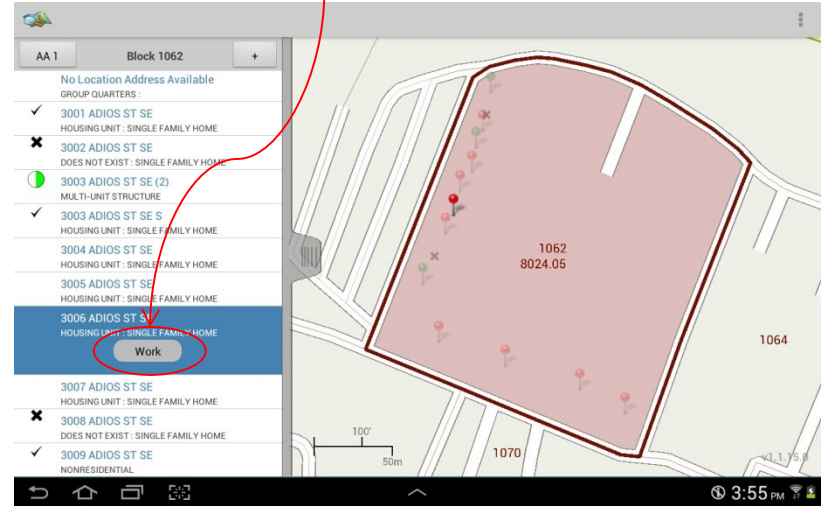 AA 1
Block 1062
+
No Location Address Available
GROUP QUARTERS :
3001 ADIOS ST SE
HOUSING UNIT : SINGLE FAMILY HOME
3002 ADIOS ST SE
DOES NOT EXIST : SINGLE FAMILY HOME
3003 ADIOS ST SE (2)
MULTI-UNIT STRUCTURE
3003 ADIOS ST SE S
HOUSING UNIT : SINGLE FAMILY HOME
3004 ADIOS ST SE
HOUSING UNIT : SINGLE FAMILY HOME
3005 ADIOS ST SE
HOUSING UNIT : SINGLE FAMILY HOME
3006 ADIOS ST SE
HOUSING UNIT : SINGLE FAMILY HOME
Work
3007 ADIOS ST SE
HOUSING UNIT : SINGLE FAMILY HOME
3008 ADIOS ST SE
DOES NOT EXIST : SINGLE FAMILY HOME
3009 ADIOS ST SE
NONRESIDENTIAL
1062
8024.05
1064
1070
100'
50m
v1.1.15.0
3:55 PM